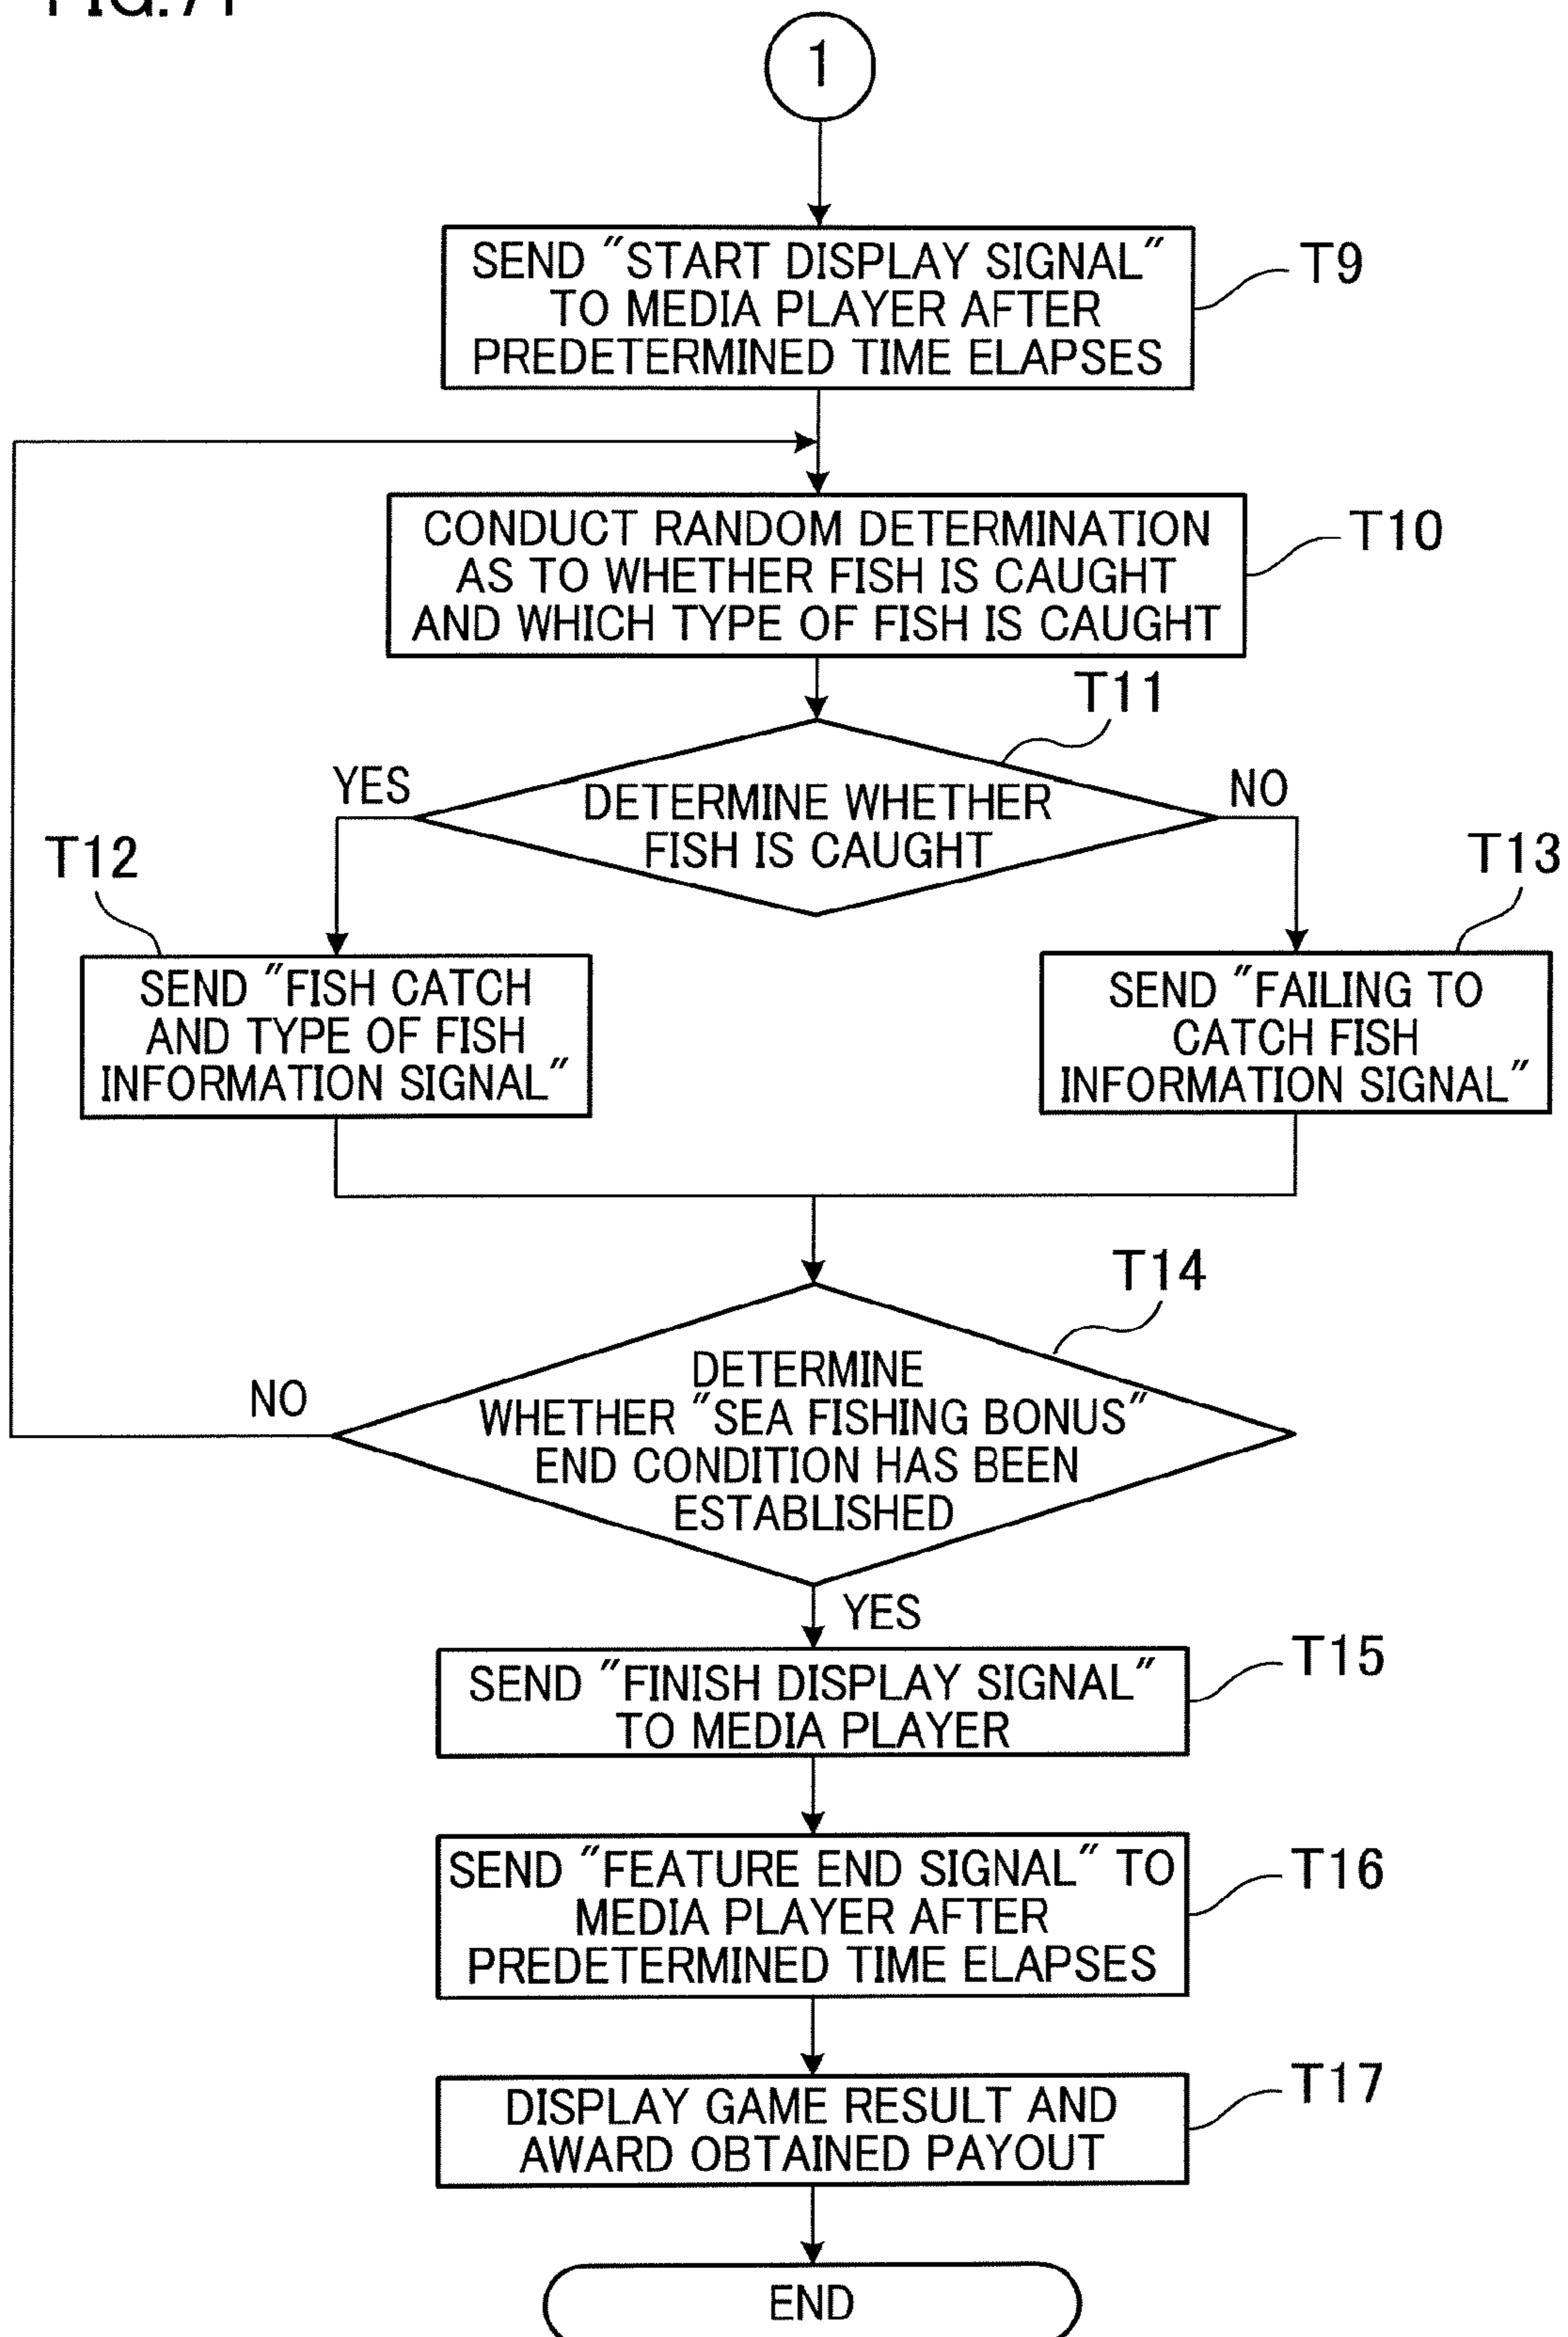 1
SEND "START DISPLAY SIGNAL"
TO MEDIA PLAYER AFTER
PREDETERMINED TIME ELAPSES
T9
CONDUCT RANDOM DETERMINATION
AS TO WHETHER FISH IS CAUGHT
AND WHICH TYPE OF FISH IS CAUGHT
T10
T11
YES
DETERMINE WHETHER
FISH IS CAUGHT
NO
T12
T13
SEND "FISH CATCH
AND TYPE OF FISH
INFORMATION SIGNAL"
SEND "FAILING TO
CATCH FISH
INFORMATION SIGNAL"
T14
NO
DETERMINE
WHETHER "SEA FISHING BONUS"
END CONDITION HAS BEEN
ESTABLISHED
YES
SEND "FINISH DISPLAY SIGNAL"
TO MEDIA PLAYER
T15
SEND "FEATURE END SIGNAL" TO
MEDIA PLAYER AFTER
PREDETERMINED TIME ELAPSES
T16
DISPLAY GAME RESULT AND
AWARD OBTAINED PAYOUT
T17
END